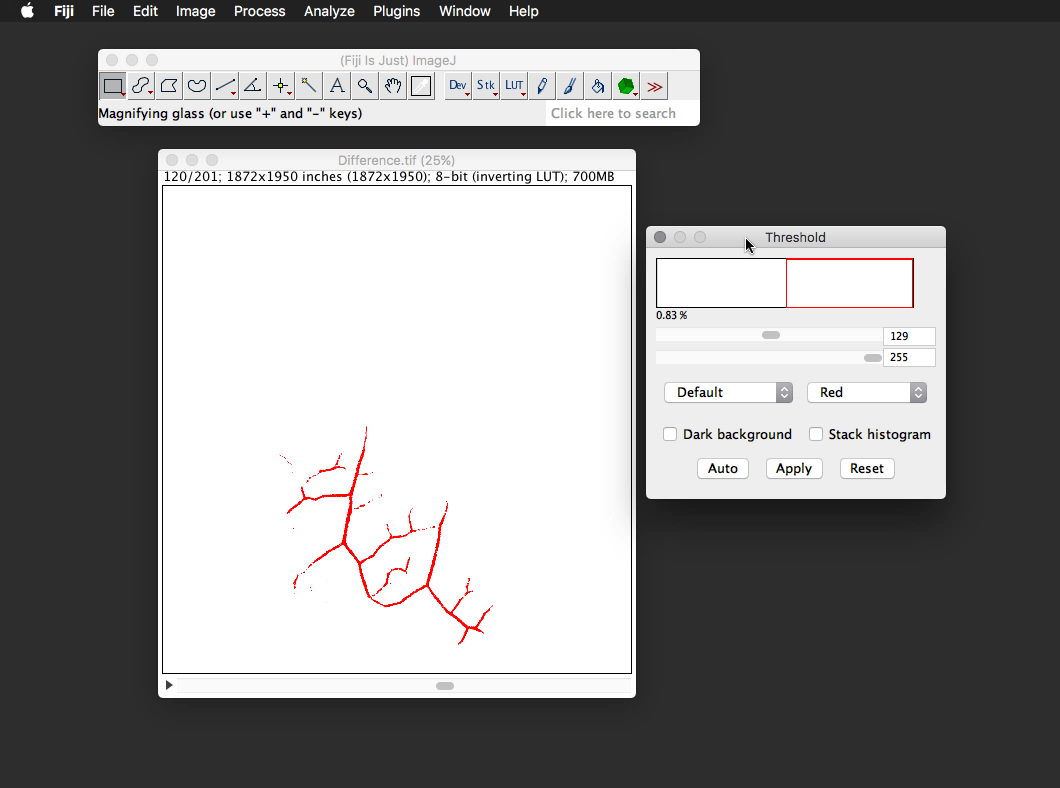 Fiji File Edit Image Process Analyze Plugins Window Help
(Fiji Is Just) ImageJ
Dev Stk LUT
Magnifying glass (or use "+" and "-" keys) Click here to search
Difference.tif (25%)
120/201; 1872x1950 inches (1872x1950); 8-bit (inverting LUT); 700MB
Threshold
0.83 %
129
255
Default Red
Dark background Stack histogram
Auto Apply Reset